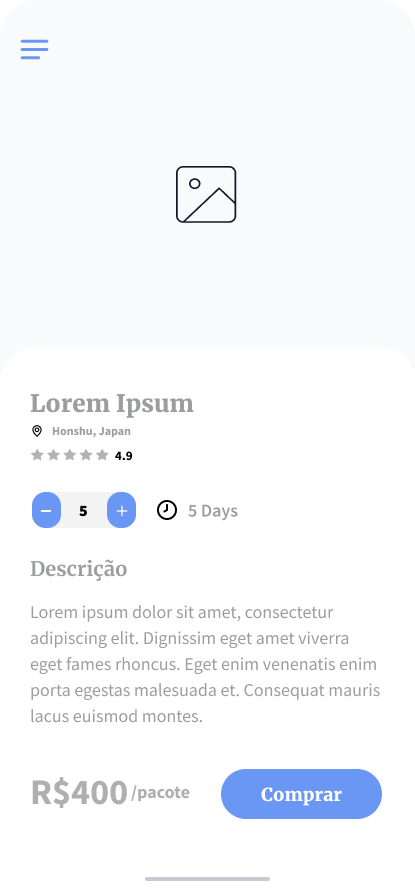 Lorem Ipsum
Honshu, Japan
4.9
− 5 +
5 Days
Descrição
Lorem ipsum dolor sit amet, consectetur
adipiscing elit. Dignissim eget amet viverra
eget fames rhoncus. Eget enim venenatis enim
porta egestas malesuada et. Consequat mauris
lacus euismod montes.
R$400 /pacote
Comprar